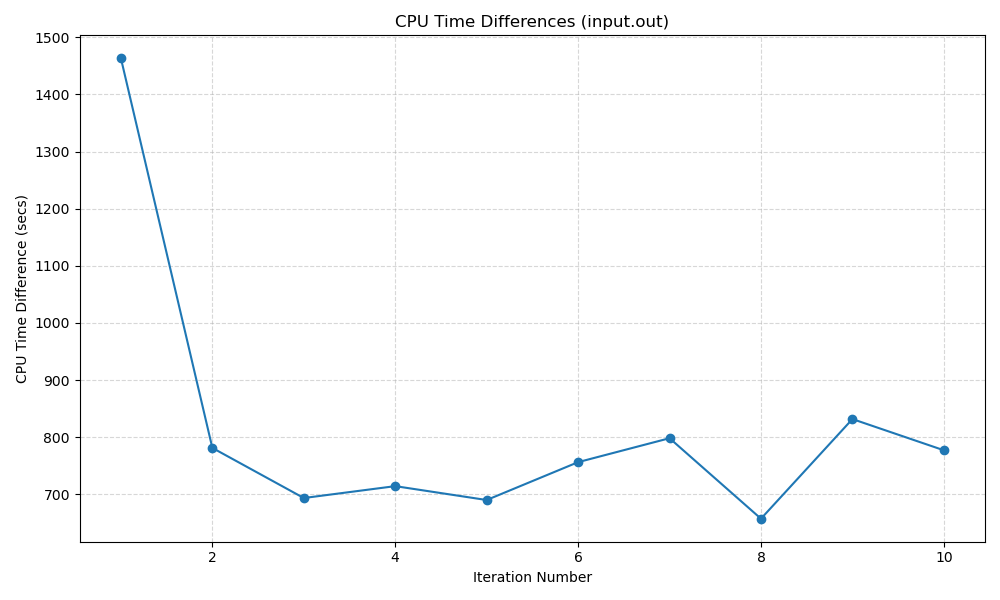 CPU Time Differences (input.out)
CPU Time Difference (secs)
1500
1400
1300
1200
1100
1000
900
800
700
2 4 6 8 10
Iteration Number